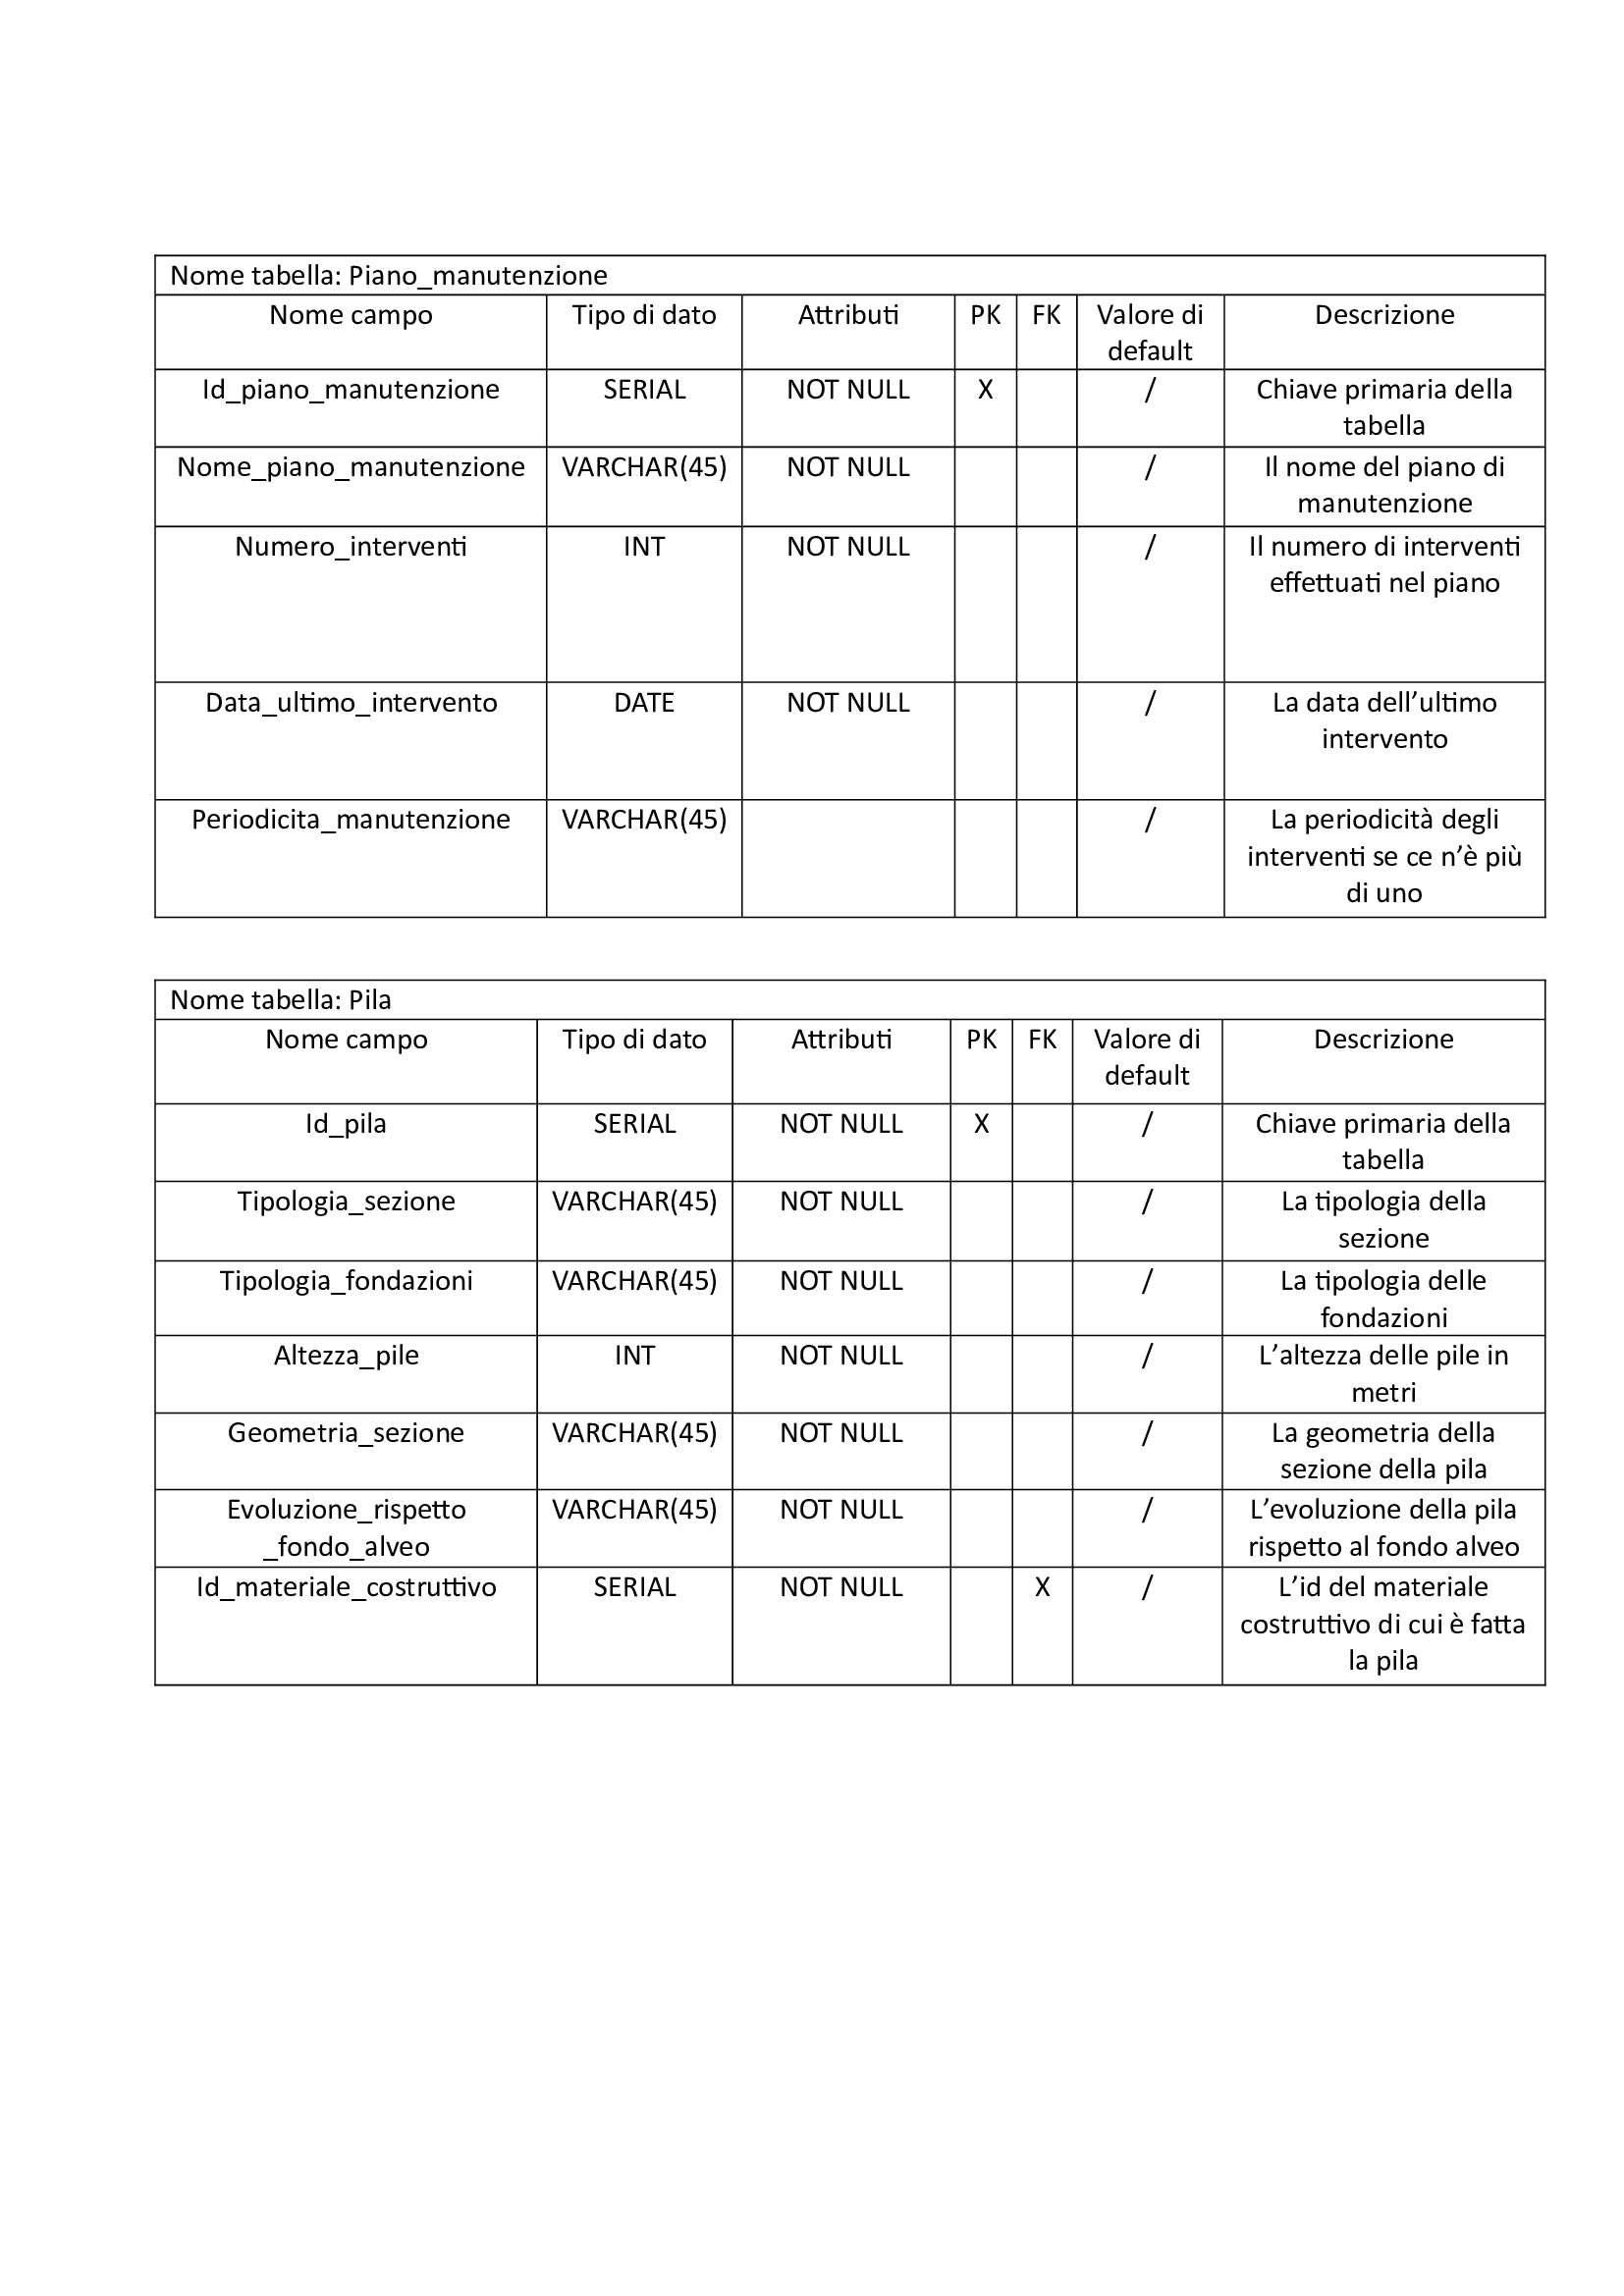 Nome tabella: Piano_manutenzione
Nome campo Tipo di dato Attributi PK FK Valore di
default Descrizione
Id_piano_manutenzione SERIAL NOT NULL X / Chiave primaria della
tabella
Nome_piano_manutenzione VARCHAR(45) NOT NULL / Il nome del piano di
manutenzione
Numero_interventi INT NOT NULL / Il numero di interventi
effettuati nel piano
Data_ultimo_intervento DATE NOT NULL / La data dell’ultimo
intervento
Periodicita_manutenzione VARCHAR(45) / La periodicità degli
interventi se ce n’è più
di uno
Nome tabella: Pila
Nome campo Tipo di dato Attributi PK FK Valore di
default Descrizione
Id_pila SERIAL NOT NULL X / Chiave primaria della
tabella
Tipologia_sezione VARCHAR(45) NOT NULL / La tipologia della
sezione
Tipologia_fondazioni VARCHAR(45) NOT NULL / La tipologia delle
fondazioni
Altezza_pile INT NOT NULL / L’altezza delle pile in
metri
Geometria_sezione VARCHAR(45) NOT NULL / La geometria della
sezione della pila
Evoluzione_rispetto
_fondo_alveo VARCHAR(45) NOT NULL / L’evoluzione della pila
rispetto al fondo alveo
Id_materiale_costruttivo SERIAL NOT NULL X / L’id del materiale
costruttivo di cui è fatta
la pila